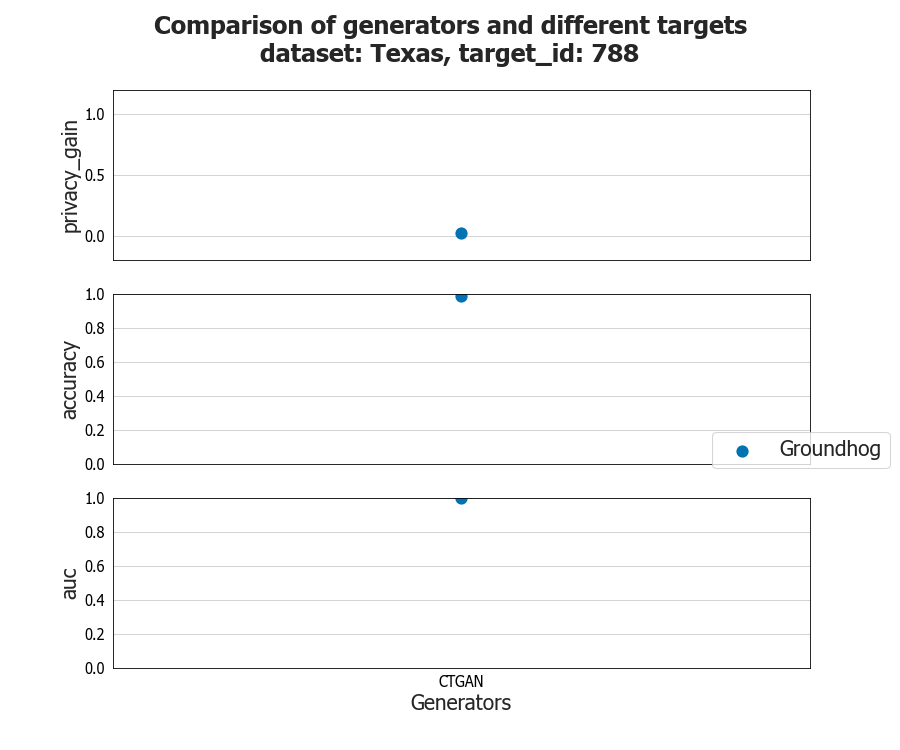 Comparison of generators and different targets
dataset: Texas, target_id: 788
privacy_gain
1.0
0.5
0.0
accuracy
1.0
0.8
0.6
0.4
0.2
0.0
Groundhog
auc
1.0
0.8
0.6
0.4
0.2
0.0
CTGAN
Generators